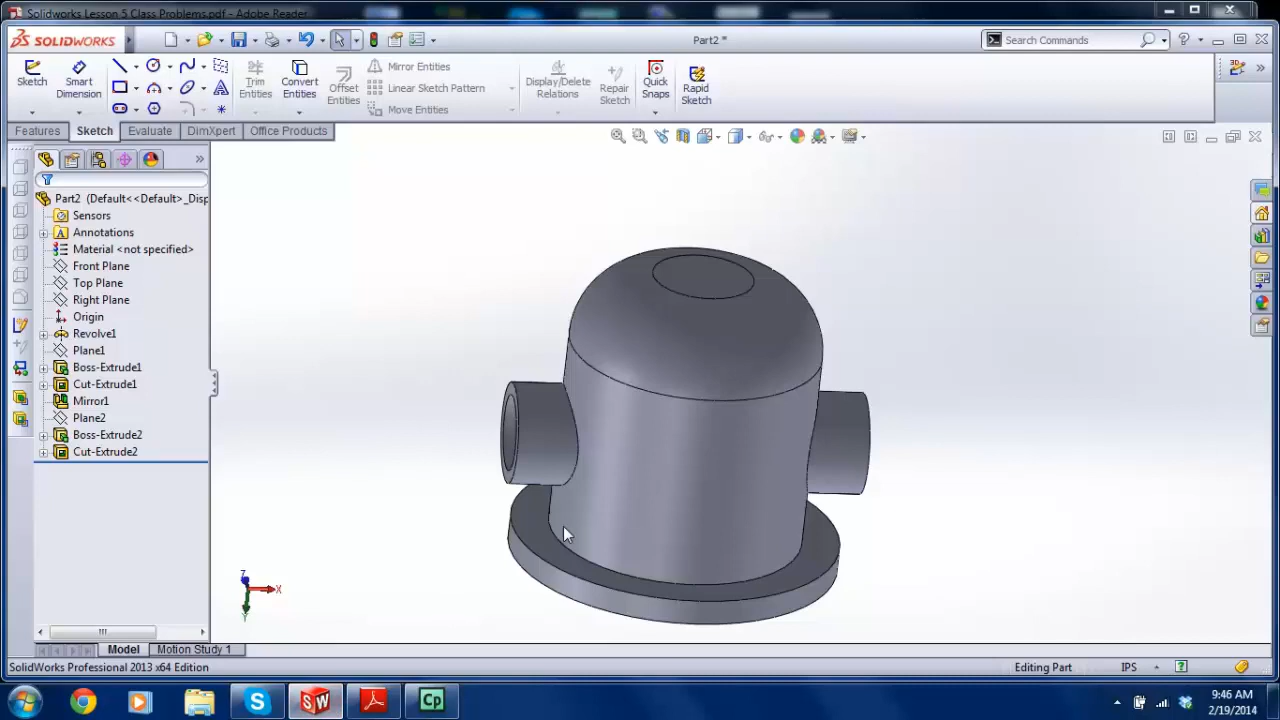 Solidworks Lesson 5 Class Problems.pdf - Adobe Reader
SOLIDWORKS
Part2 *
Search Commands
Sketch
Smart Dimension
Trim Entities
Convert Entities
Offset Entities
Mirror Entities
Linear Sketch Pattern
Move Entities
Display/Delete Relations
Repair Sketch
Quick Snaps
Rapid Sketch
3D
Features
Sketch
Evaluate
DimXpert
Office Products
Part2 (Default<<Default>_Disp
Sensors
Annotations
Material <not specified>
Front Plane
Top Plane
Right Plane
Origin
Revolve1
Plane1
Boss-Extrude1
Cut-Extrude1
Mirror1
Plane2
Boss-Extrude2
Cut-Extrude2
Z
X
Y
Model
Motion Study 1
SolidWorks Professional 2013 x64 Edition
Editing Part
IPS
SW
Cp
9:46 AM
2/19/2014